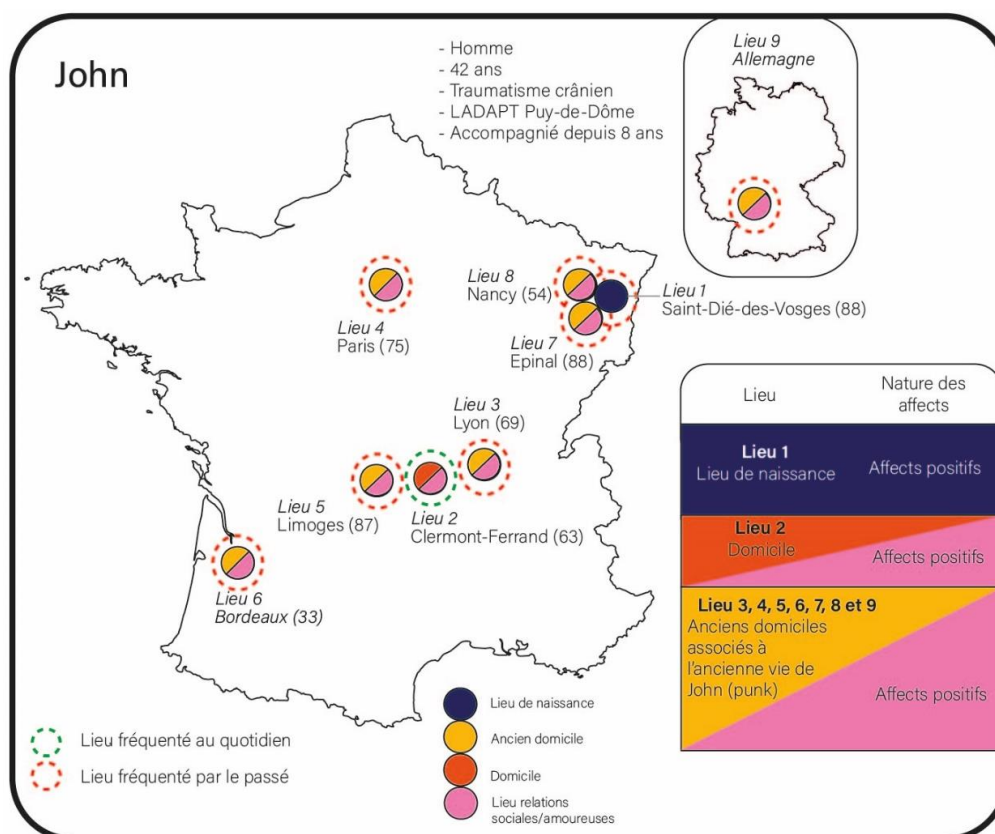 John
- Homme
- 42 ans
- Traumatisme crânien
- LADAPT Puy-de-Dôme
- Accompagnié depuis 8 ans
Lieu 9
Allemagne
Lieu 8
Nancy (54)
Lieu 1
Saint-Dié-des-Vosges (88)
Lieu 4
Paris (75)
Lieu 7
Epinal (88)
Lieu 3
Lyon (69)
Lieu 5
Limoges (87)
Lieu 2
Clermont-Ferrand (63)
Lieu 6
Bordeaux (33)
Lieu
Nature des
affects
Lieu 1
Lieu de naissance
Affects positifs
Lieu 2
Domicile
Affects positifs
Lieu 3, 4, 5, 6, 7, 8 et 9
Anciens domiciles
associés à
l'ancienne vie de
John (punk)
Affects positifs
Lieu fréquenté au quotidien
Lieu fréquenté par le passé
Lieu de naissance
Ancien domicile
Domicile
Lieu relations
sociales/amoureuses